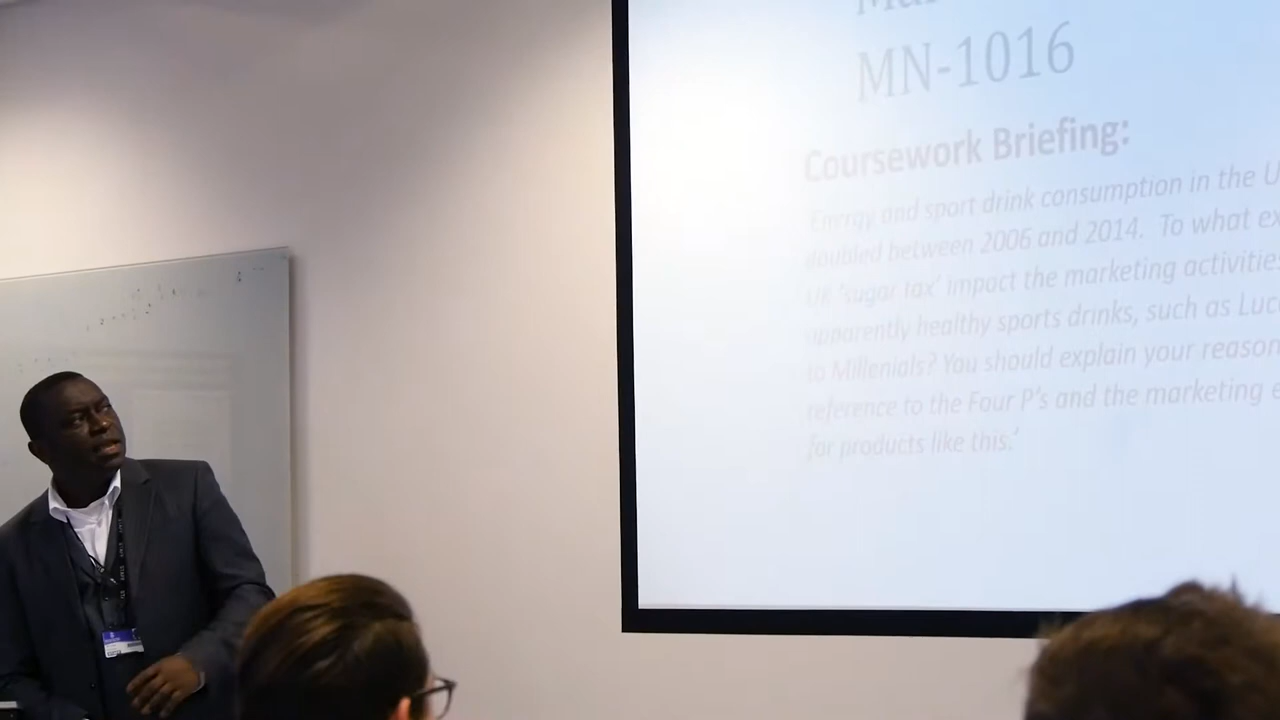 MN-1016
Coursework Briefing:
'Energy and sport drink consumption in the U
doubled between 2006 and 2014. To what ex
UK 'sugar tax' impact the marketing activities
apparently healthy sports drinks, such as Luc
to Millenials? You should explain your reason
reference to the Four P's and the marketing e
for products like this.'